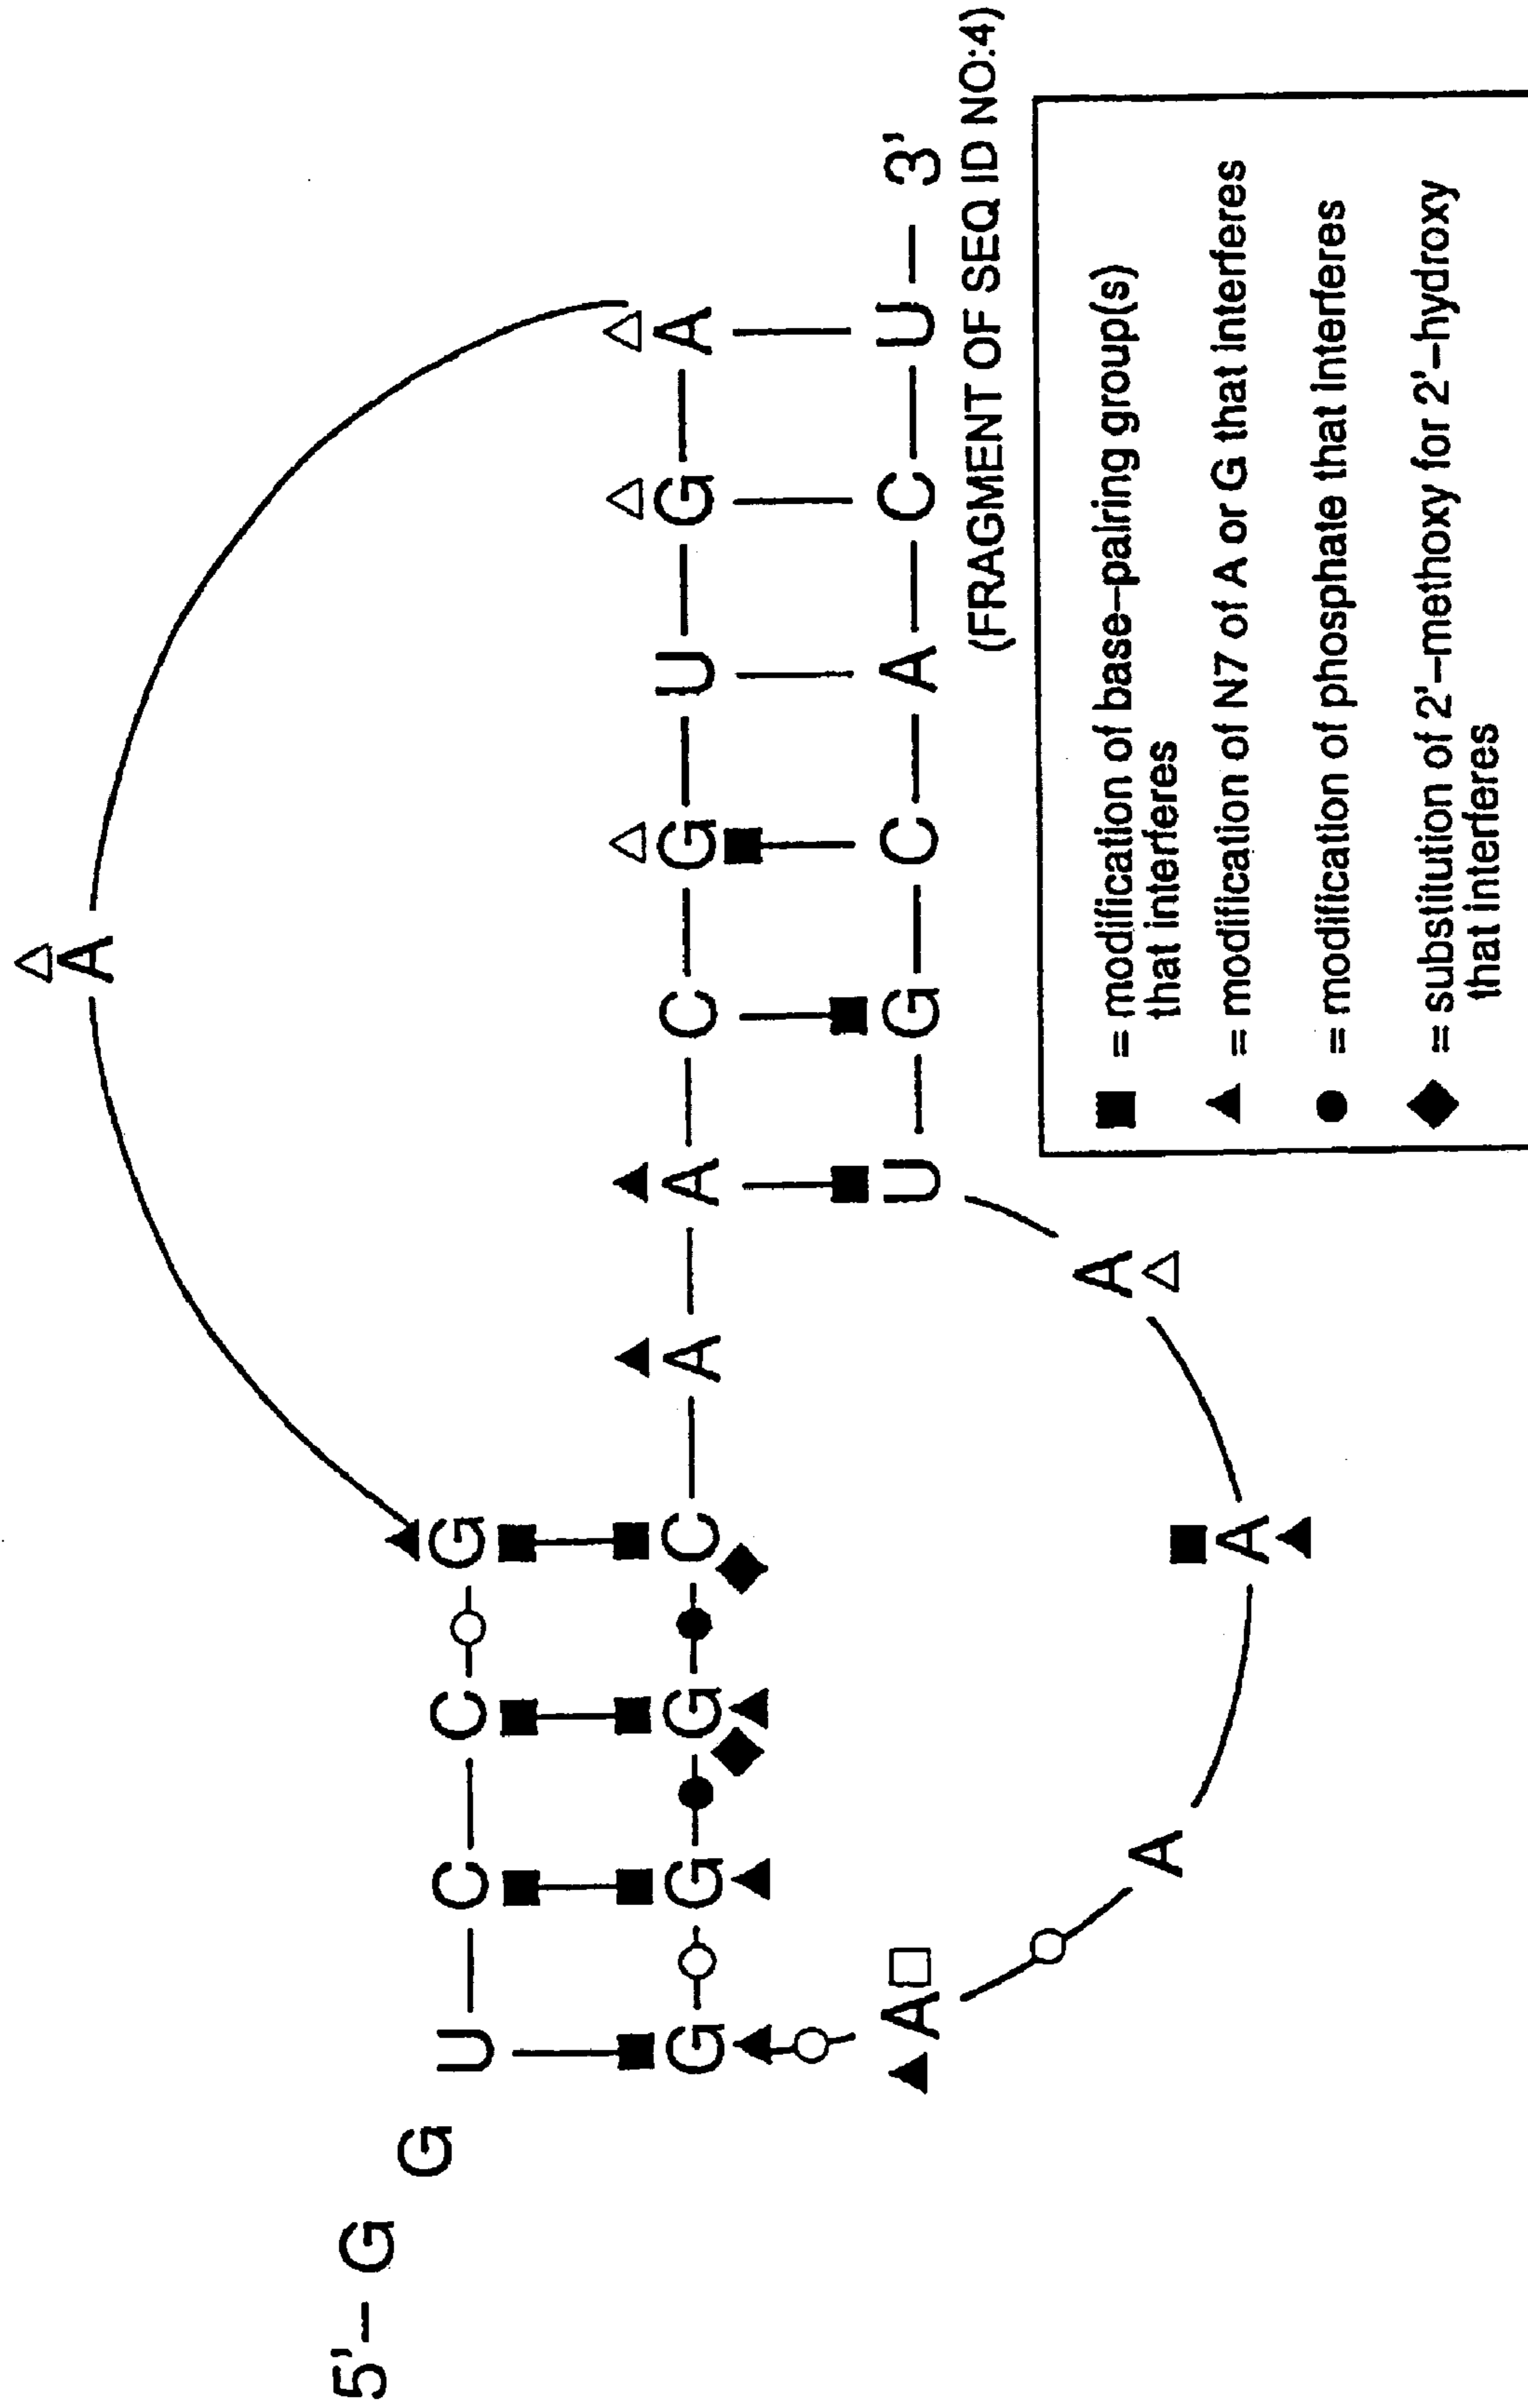 A
5'– G
G
U C C G
G G G C A A C G U G A
A U G C A C U – 3'
(FRAGMENT OF SEQ ID NO:4)
A
A
A
■ = modification of base–pairing group(s)
that interferes
▲ = modification of N7 of A or G that interferes
● = modification of phosphate that interferes
◆ = substitution of 2'–methoxy for 2'–hydroxy
that interferes